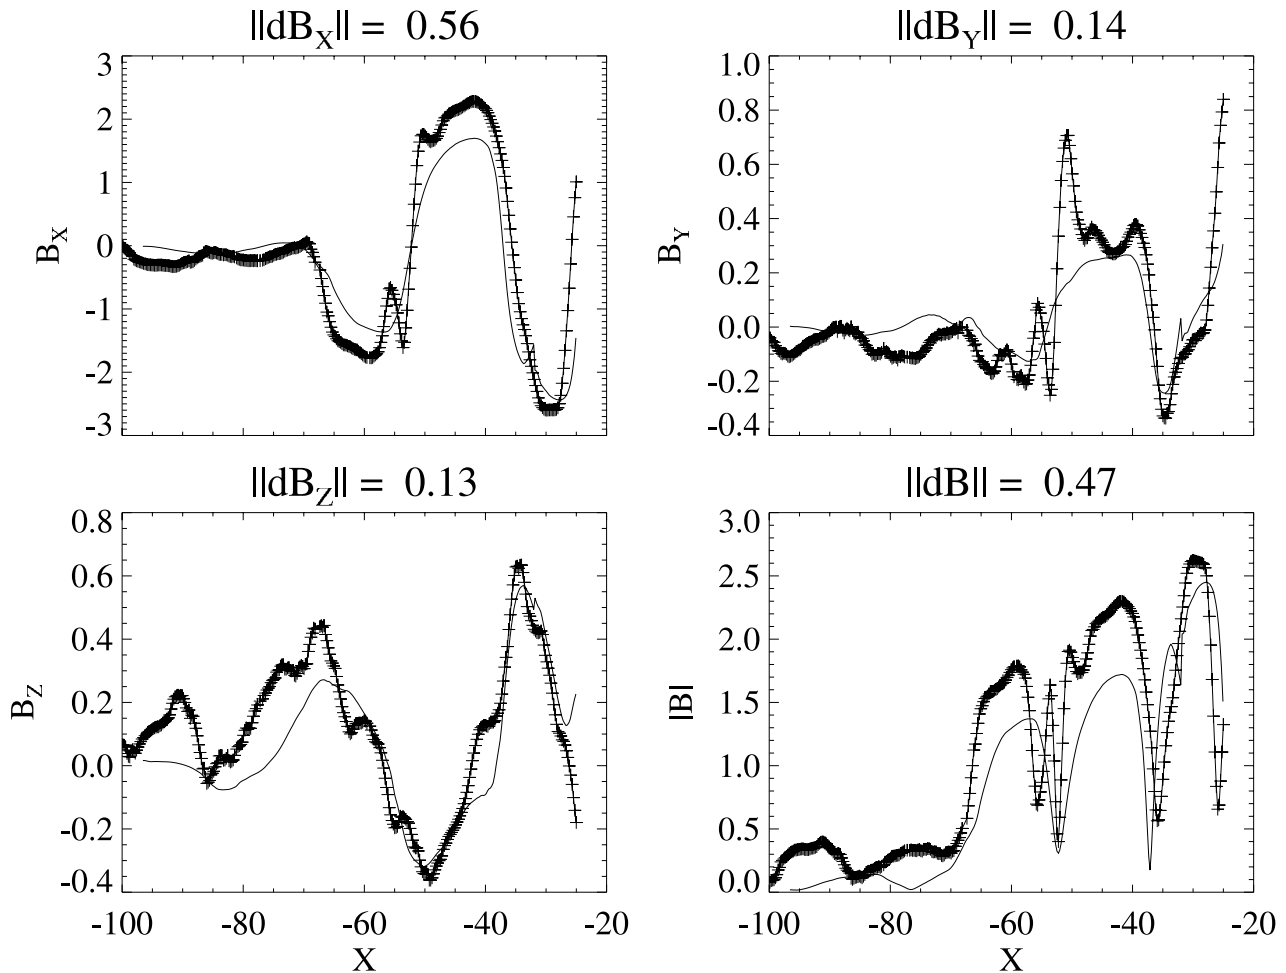 ||dB_X|| = 0.56
||dB_Y|| = 0.14
3
2
1
0
-1
-2
-3
B_X
1.0
0.8
0.6
0.4
0.2
0.0
-0.2
-0.4
B_Y
||dB_Z|| = 0.13
||dB|| = 0.47
0.8
0.6
0.4
0.2
0.0
-0.2
-0.4
B_Z
-100 -80 -60 -40 -20
X
3.0
2.5
2.0
1.5
1.0
0.5
0.0
|B|
-100 -80 -60 -40 -20
X